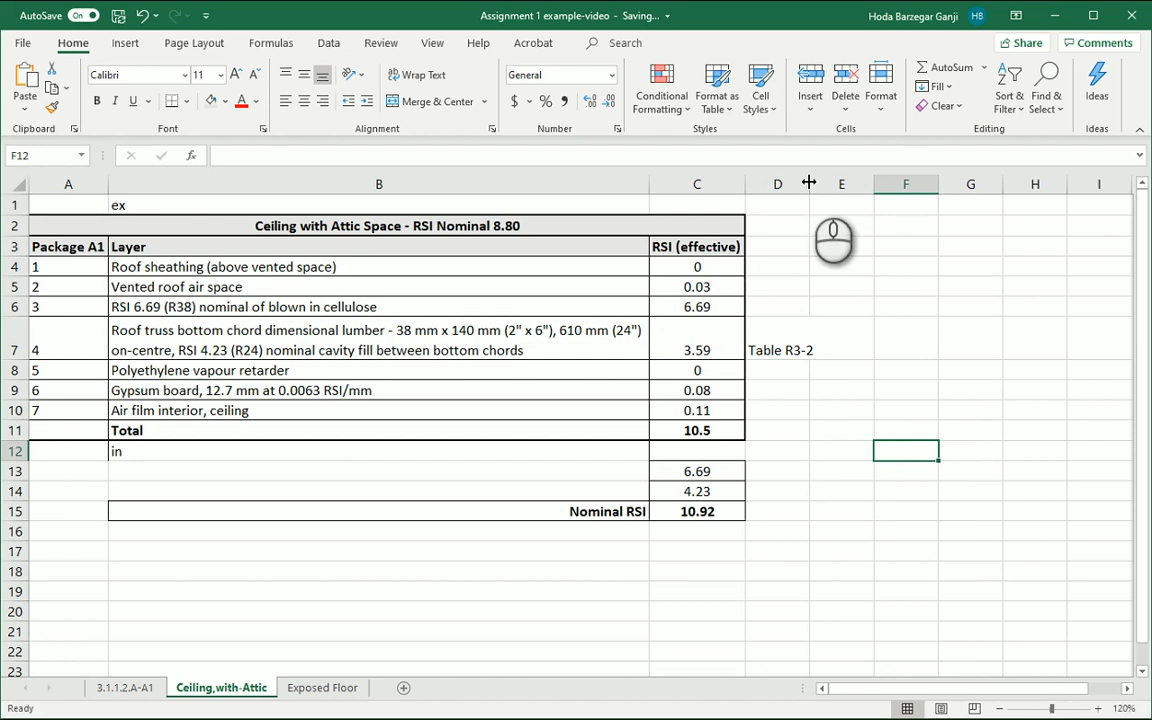 AutoSave On Assignment 1 example-video - Saving... Hoda Barzegar Ganji HB
File Home Insert Page Layout Formulas Data Review View Help Acrobat Search Share Comments
Paste Calibri 11 Wrap Text General Conditional Formatting Format as Table Cell Styles Insert Delete Format AutoSum Sort & Filter Find & Select Ideas
B I U Merge & Center $ % Fill Clear
Clipboard Font Alignment Number Styles Cells Editing Ideas
F12 fx
A B C D E F G H I
1 ex
2 Ceiling with Attic Space - RSI Nominal 8.80
3 Package A1 Layer RSI (effective)
4 1 Roof sheathing (above vented space) 0
5 2 Vented roof air space 0.03
6 3 RSI 6.69 (R38) nominal of blown in cellulose 6.69
Roof truss bottom chord dimensional lumber - 38 mm x 140 mm (2" x 6"), 610 mm (24")
7 4 on-centre, RSI 4.23 (R24) nominal cavity fill between bottom chords 3.59 Table R3-2
8 5 Polyethylene vapour retarder 0
9 6 Gypsum board, 12.7 mm at 0.0063 RSI/mm 0.08
10 7 Air film interior, ceiling 0.11
11 Total 10.5
12 in
13 6.69
14 4.23
15 Nominal RSI 10.92
16
17
18
19
20
21
22
23
3.1.1.2.A-A1 Ceiling,with-Attic Exposed Floor
Ready 120%